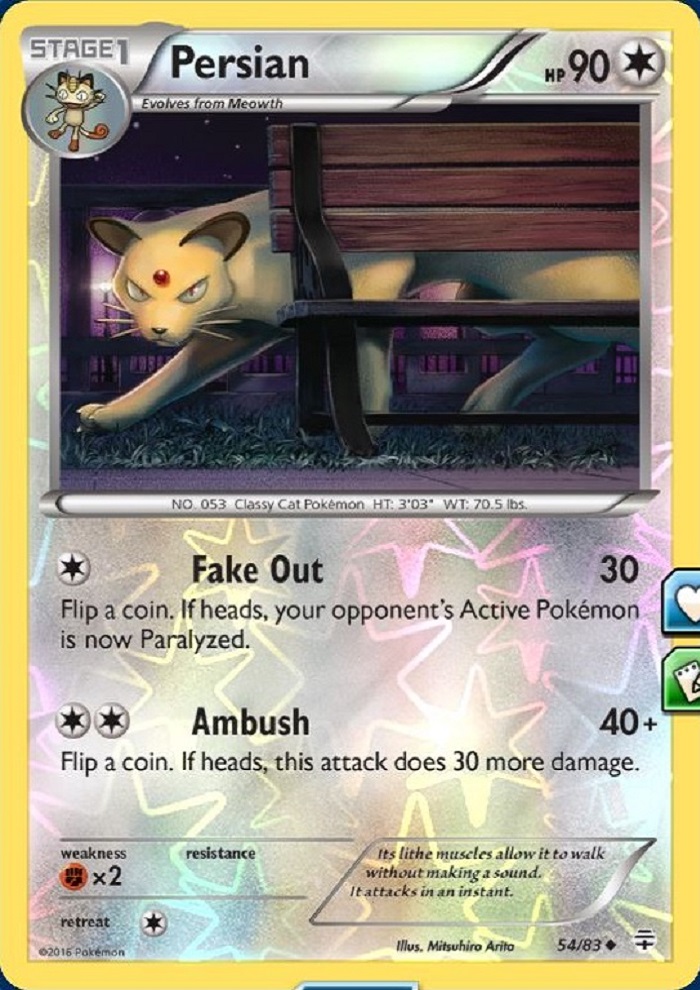 STAGE1
Persian
HP 90
Evolves from Meowth
NO. 053 Classy Cat Pokémon HT: 3'03" WT: 70.5 lbs.
Fake Out 30
Flip a coin. If heads, your opponent's Active Pokémon
is now Paralyzed.
Ambush 40+
Flip a coin. If heads, this attack does 30 more damage.
weakness resistance
×2
Its lithe muscles allow it to walk
without making a sound.
It attacks in an instant.
retreat
©2016 Pokémon
Illus. Mitsuhiro Arita
54/83